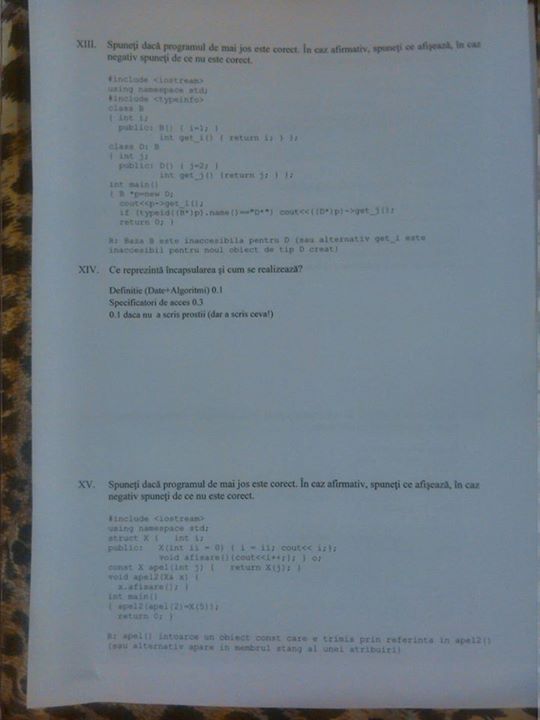 XIII. Spuneţi dacă programul de mai jos este corect. În caz afirmativ, spuneţi ce afişează, în caz
negativ spuneţi de ce nu este corect.
#include <iostream>
using namespace std;
#include <typeinfo>
class B
{ int i;
public: B() { i=1; }
int get_i() { return i; } };
class D: B
{ int j;
public: D() { j=2; }
int get_j() {return j; } };
int main()
{ B *p=new D;
cout<<p->get_i();
if (typeid((B*)p).name()=="D*") cout<<((D*)p)->get_j();
return 0; }
R: Baza B este inaccesibila pentru D (sau alternativ get_i este
inaccesibil pentru noul obiect de tip D creat)
XIV. Ce reprezintă încapsularea şi cum se realizează?
Definitie (Date+Algoritmi) 0.1
Specificatori de acces 0.3
0.1 daca nu a scris prostii (dar a scris ceva!)
XV. Spuneţi dacă programul de mai jos este corect. În caz afirmativ, spuneţi ce afişează, în caz
negativ spuneţi de ce nu este corect.
#include <iostream>
using namespace std;
struct X { int i;
public: X(int ii = 0) { i = ii; cout<< i;};
void afisare(){cout<<i++;}; } o;
const X apel(int j) { return X(j); }
void apel2(X& x) {
x.afisare(); }
int main()
{ apel2(apel(2)=X(5));
return 0; }
R: apel() intoarce un obiect const care e trimis prin referinta in apel2()
(sau alternativ apare in membrul stang al unei atribuiri)